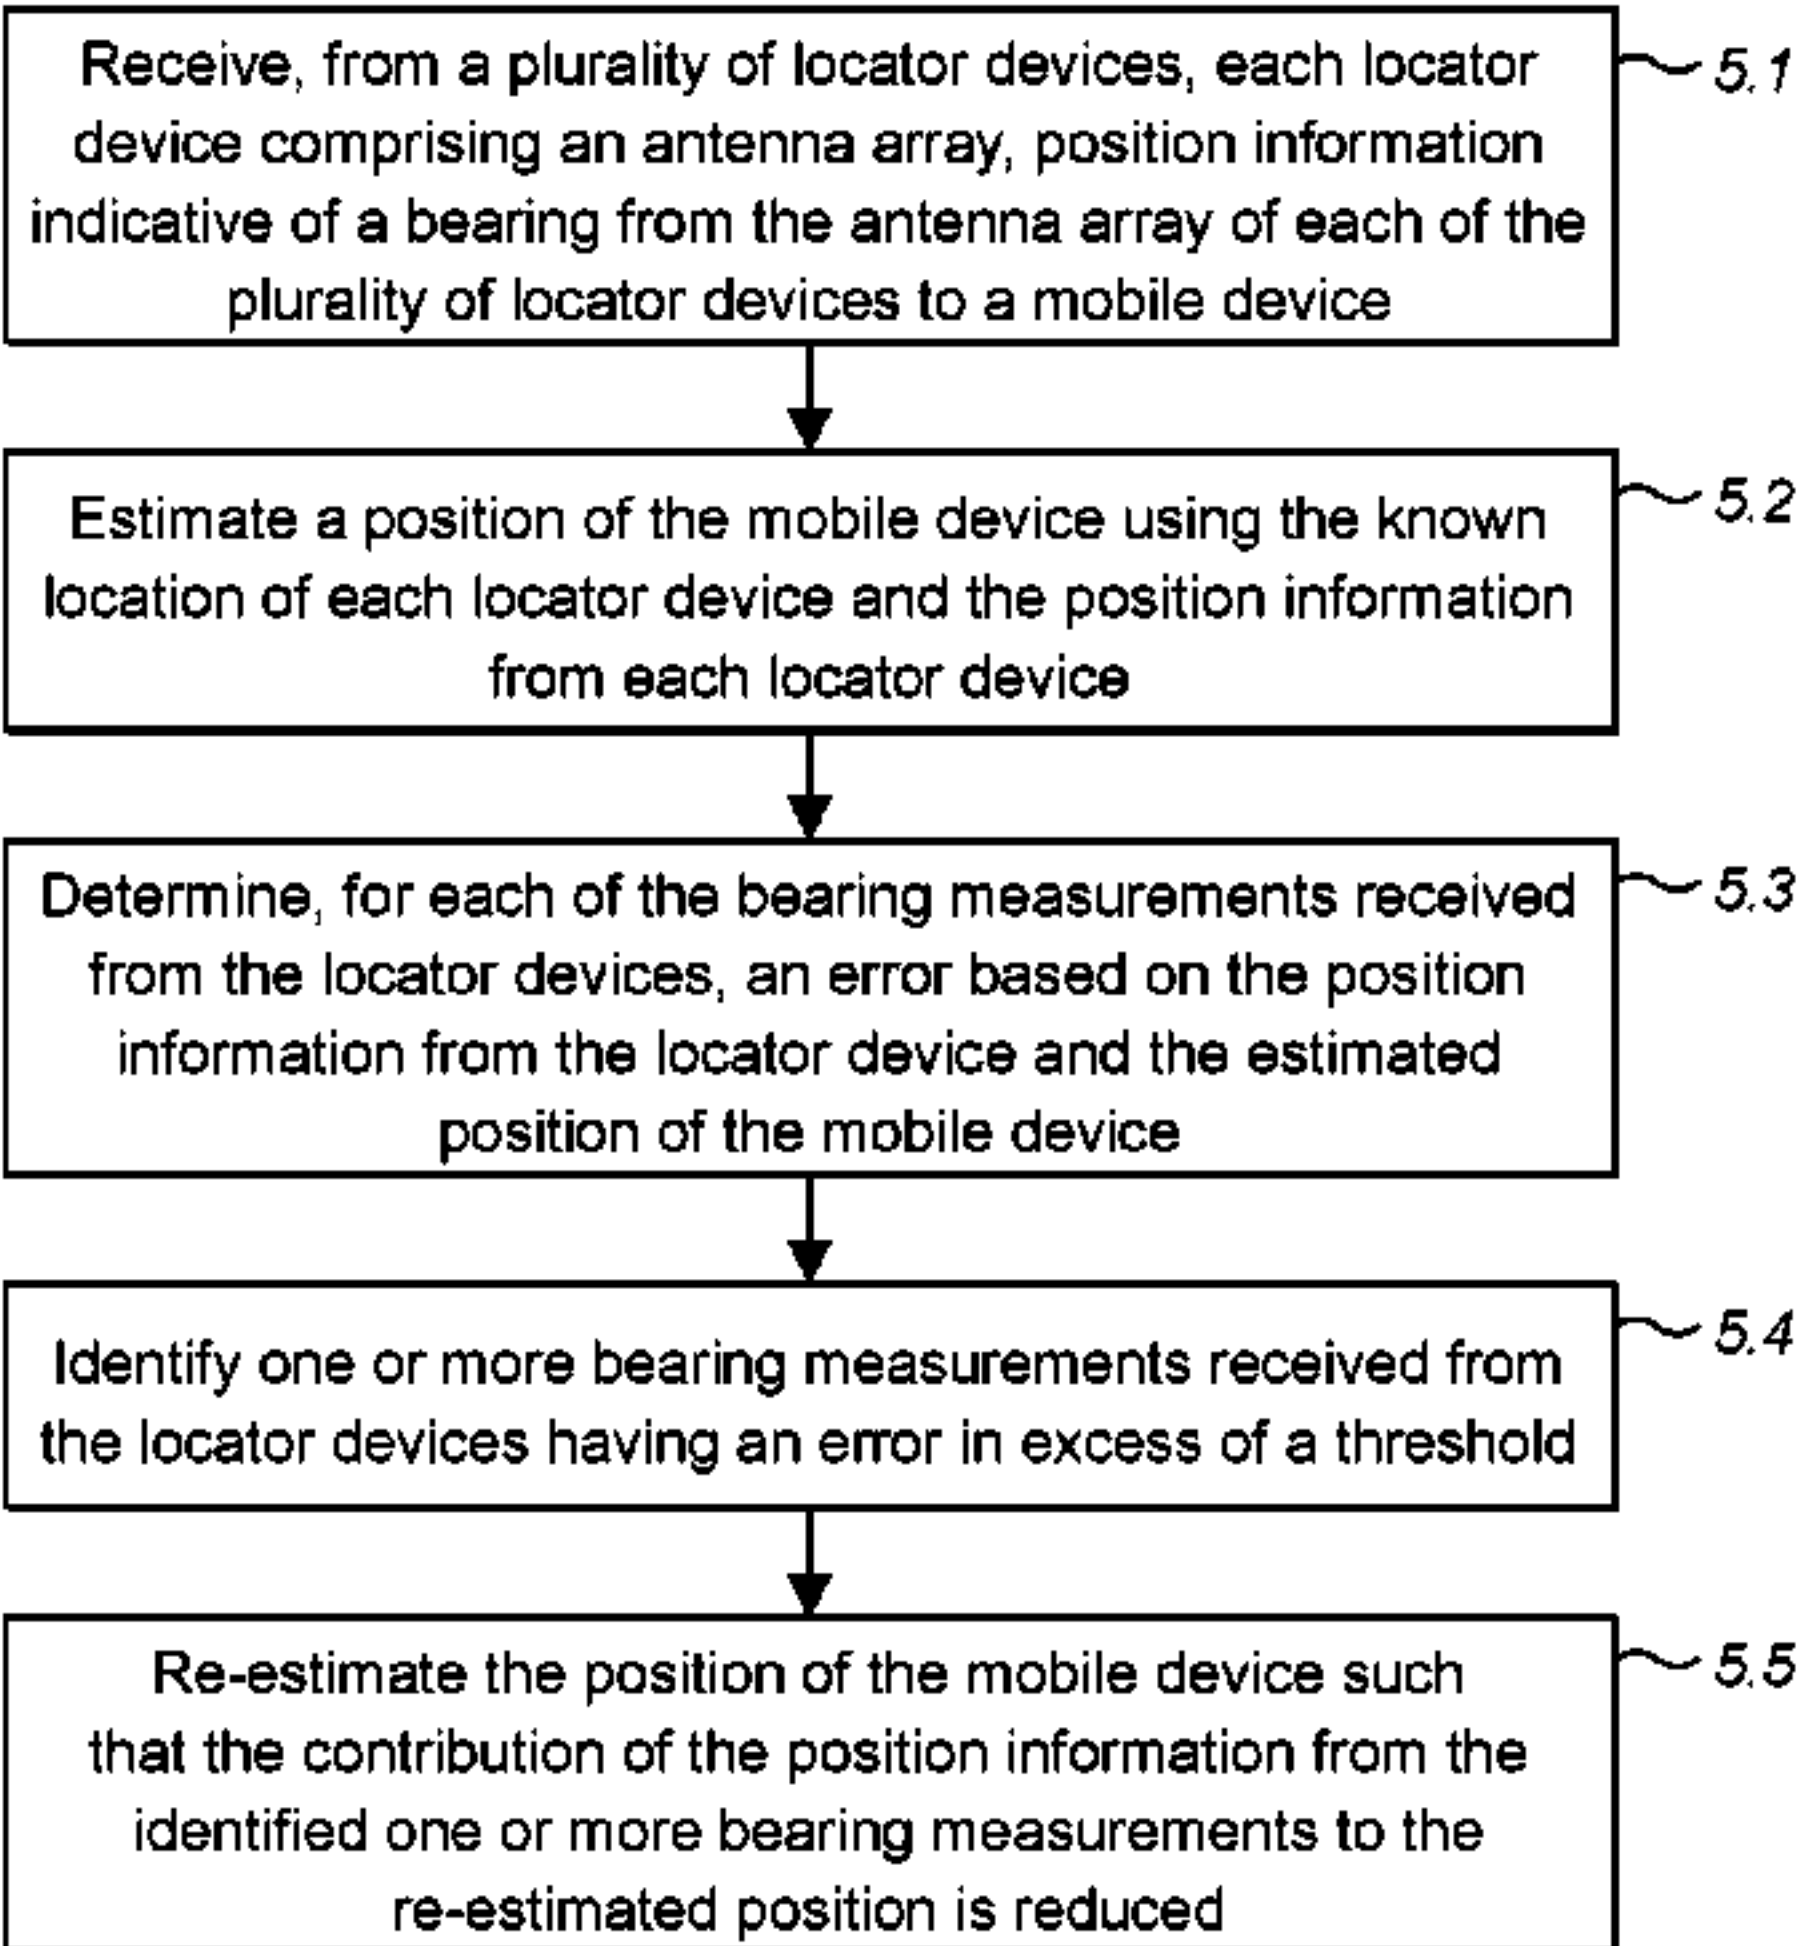 Receive, from a plurality of locator devices, each locator
device comprising an antenna array, position information
indicative of a bearing from the antenna array of each of the
plurality of locator devices to a mobile device
5.1
Estimate a position of the mobile device using the known
location of each locator device and the position information
from each locator device
5.2
Determine, for each of the bearing measurements received
from the locator devices, an error based on the position
information from the locator device and the estimated
position of the mobile device
5.3
Identify one or more bearing measurements received from
the locator devices having an error in excess of a threshold
5.4
Re-estimate the position of the mobile device such
that the contribution of the position information from the
identified one or more bearing measurements to the
re-estimated position is reduced
5.5